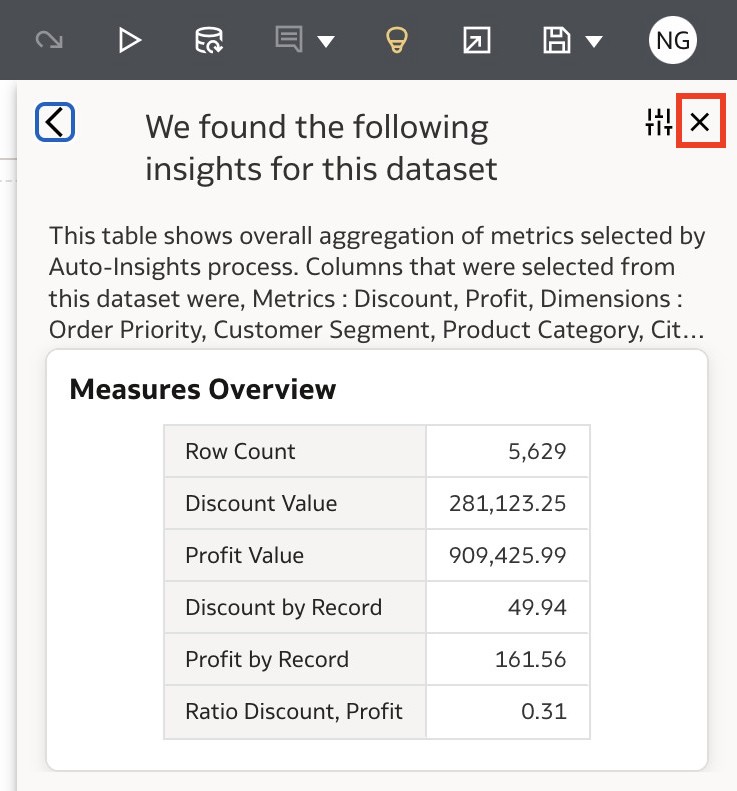 NG
We found the following
insights for this dataset
This table shows overall aggregation of metrics selected by
Auto-Insights process. Columns that were selected from
this dataset were, Metrics : Discount, Profit, Dimensions :
Order Priority, Customer Segment, Product Category, Cit...
Measures Overview
Row Count 5,629
Discount Value 281,123.25
Profit Value 909,425.99
Discount by Record 49.94
Profit by Record 161.56
Ratio Discount, Profit 0.31